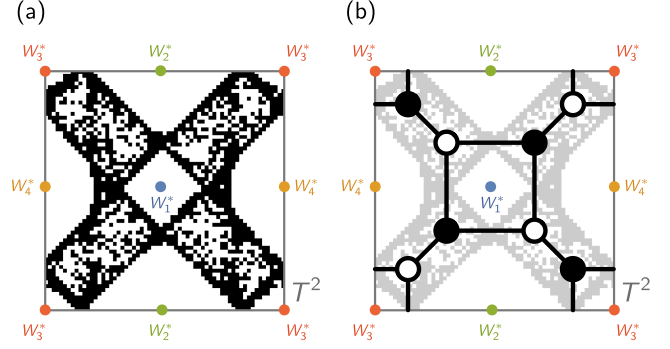 (a) (b)
W₃* W₂* W₃* W₃* W₂* W₃*
W₄* W₁* W₄* W₄* W₁* W₄*
T² T²
W₃* W₂* W₃* W₃* W₂* W₃*